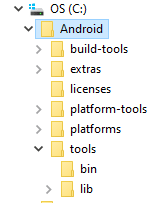 OS (C:)
Android
build-tools
extras
licenses
platform-tools
platforms
tools
bin
lib